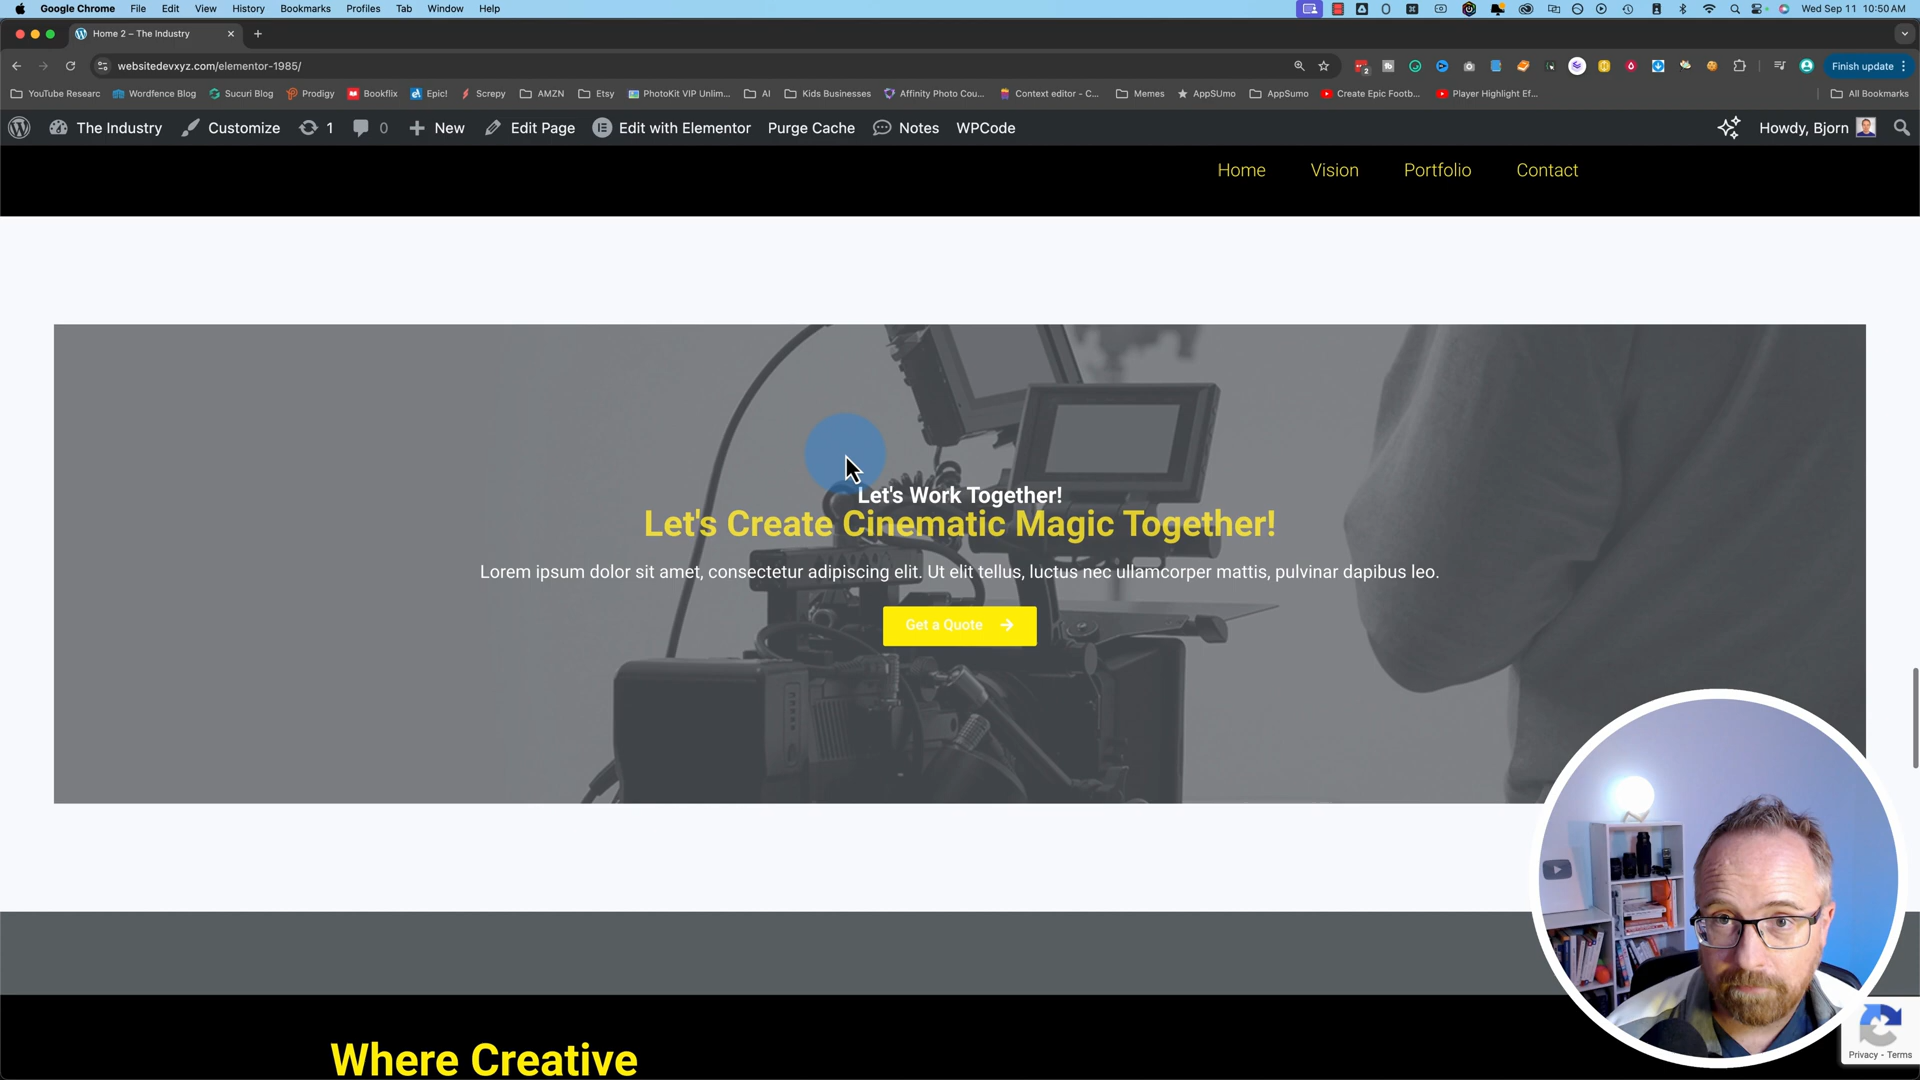 Google Chrome File Edit View History Bookmarks Profiles Tab Window Help Wed Sep 11 10:50 AM
Home 2 – The Industry
websitedevxyz.com/elementor-1985/ 2 Finish update
YouTube Researc Wordfence Blog Sucuri Blog Prodigy Bookflix Epic! Screpy AMZN Etsy PhotoKit VIP Unlim... AI Kids Businesses Affinity Photo Cou... Context editor - C... Memes AppSUmo AppSumo Create Epic Footb... Player Highlight Ef... All Bookmarks
The Industry Customize 1 0 New Edit Page Edit with Elementor Purge Cache Notes WPCode Howdy, Bjorn
Home Vision Portfolio Contact
Let's Work Together!
Let's Create Cinematic Magic Together!
Lorem ipsum dolor sit amet, consectetur adipiscing elit. Ut elit tellus, luctus nec ullamcorper mattis, pulvinar dapibus leo.
Get a Quote
Where Creative
Privacy - Terms